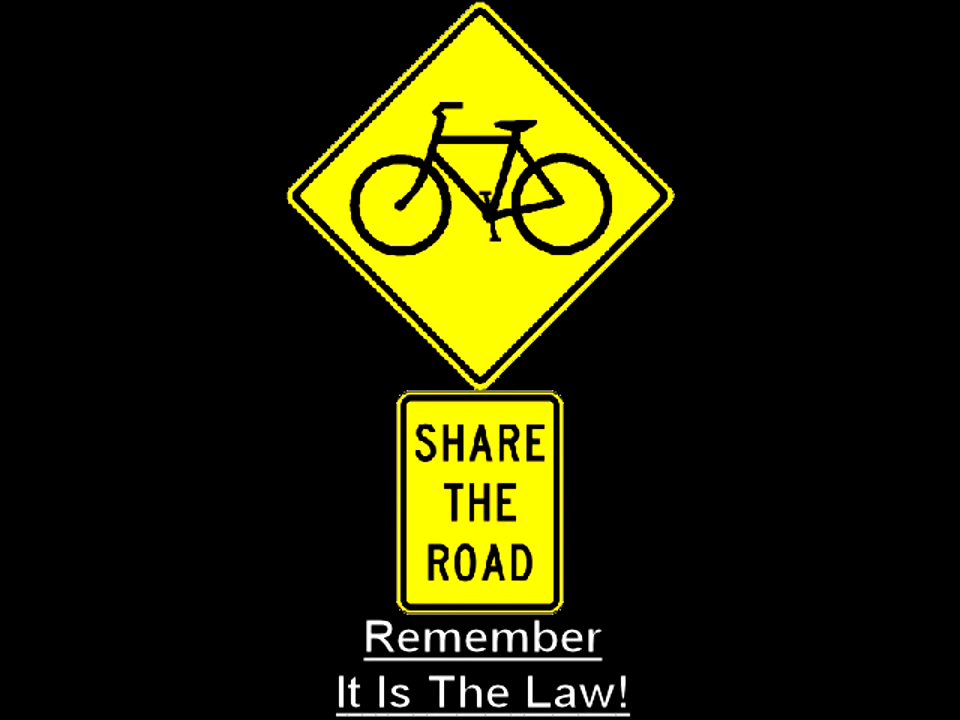 SHARE
THE
ROAD
Remember
It Is The Law!